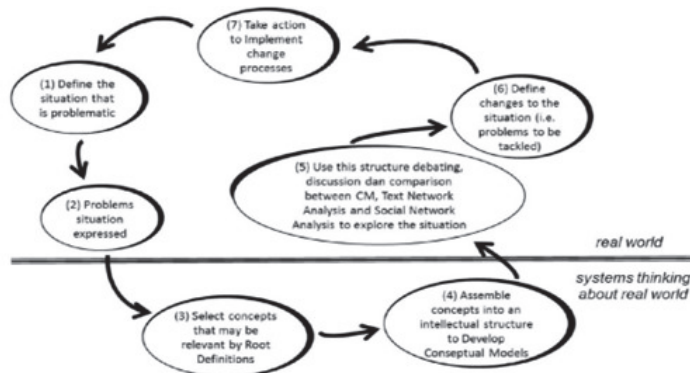 (7) Take action
to Implement
change
processes
(1) Define the
situation that
is problematic
(6) Define
changes to the
situation (i.e.
problems to be
tackled)
(5) Use this structure debating,
discussion dan comparison
between CM, Text Network
Analysis and Social Network
Analysis to explore the situation
(2) Problems
situation
expressed
real world
systems thinking
about real world
(3) Select concepts
that may be
relevant by Root
Definitions
(4) Assemble
concepts into an
intellectual structure
to Develop
Conseptual Models